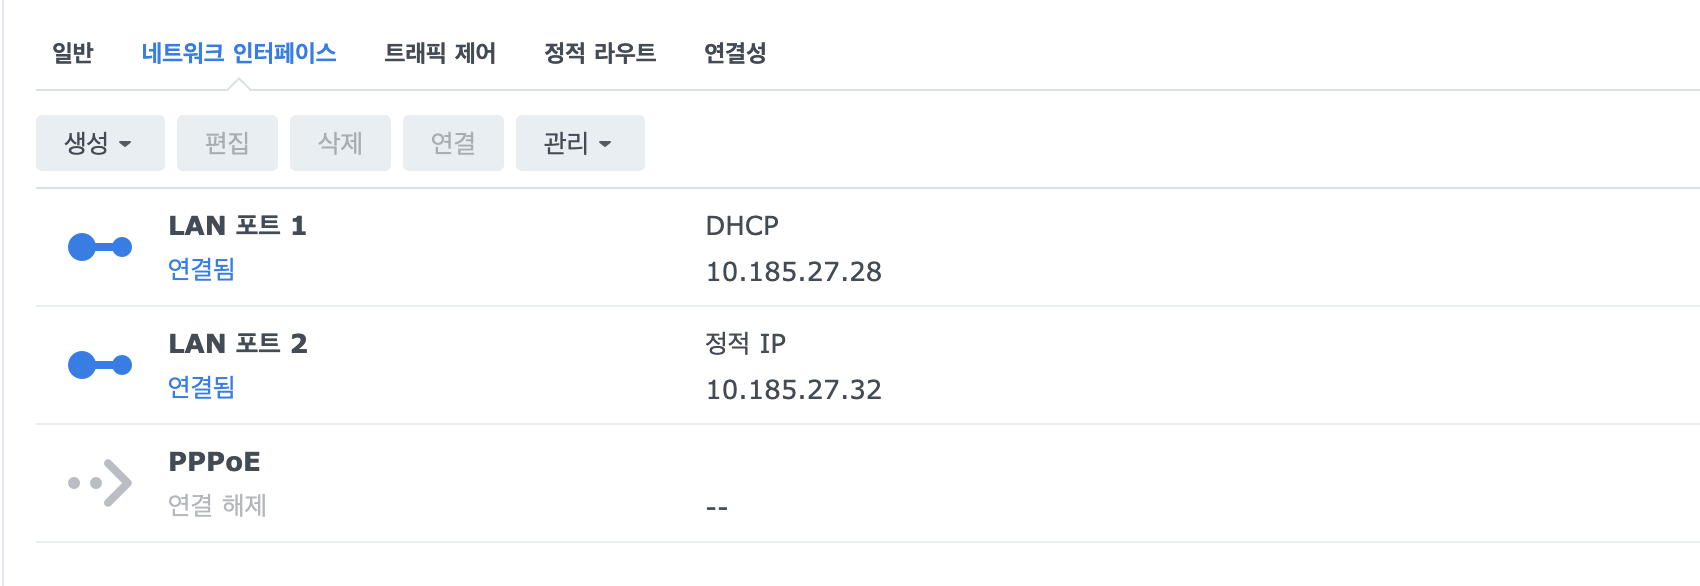 일반 네트워크 인터페이스 트래픽 제어 정적 라우트 연결성
생성 편집 삭제 연결 관리
LAN 포트 1 DHCP
연결됨 10.185.27.28
LAN 포트 2 정적 IP
연결됨 10.185.27.32
PPPoE
연결 해제 --